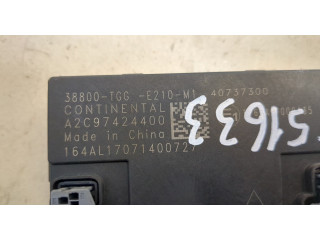 38800-TGG -E210-M1 40737300
CONTINENTAL
A2C97424400
Made in China
164AL17071400727
51633